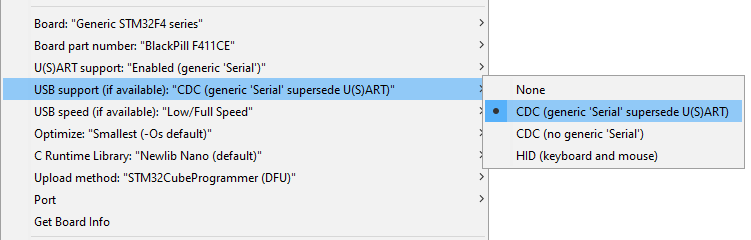 Board: "Generic STM32F4 series"
Board part number: "BlackPill F411CE"
U(S)ART support: "Enabled (generic 'Serial')"
USB support (if available): "CDC (generic 'Serial' supersede U(S)ART)"
USB speed (if available): "Low/Full Speed"
Optimize: "Smallest (-Os default)"
C Runtime Library: "Newlib Nano (default)"
Upload method: "STM32CubeProgrammer (DFU)"
Port
Get Board Info
None
CDC (generic 'Serial' supersede U(S)ART)
CDC (no generic 'Serial')
HID (keyboard and mouse)